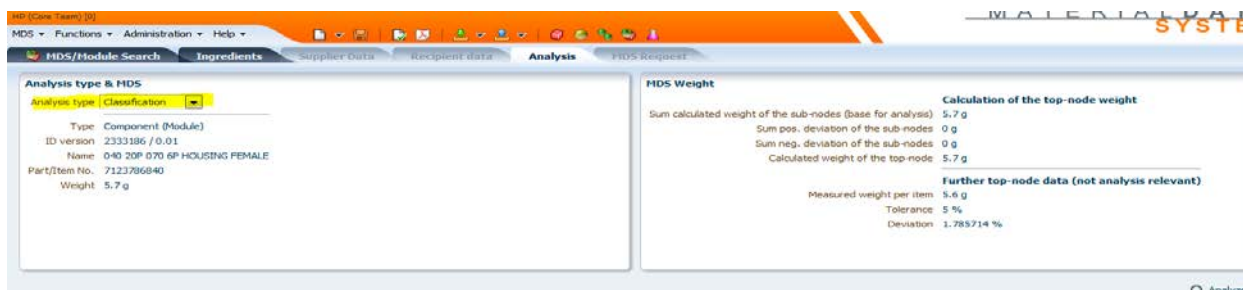 MP (Core Team) [0]
MATERIALDATA
SYSTE
MDS Functions Administration Help
MDS/Module Search Ingredients Supplier Data Recipient data Analysis MDS Request
Analysis type & MDS
Analysis type Classification
Type Component (Module)
ID version 2333186 / 0.01
Name 040 20P 070 6P HOUSING FEMALE
Part/Item No. 7123786840
Weight 5.7 g
MDS Weight
Calculation of the top-node weight
Sum calculated weight of the sub-nodes (base for analysis) 5.7 g
Sum pos. deviation of the sub-nodes 0 g
Sum neg. deviation of the sub-nodes 0 g
Calculated weight of the top-node 5.7 g
Further top-node data (not analysis relevant)
Measured weight per item 5.6 g
Tolerance 5 %
Deviation 1.785714 %